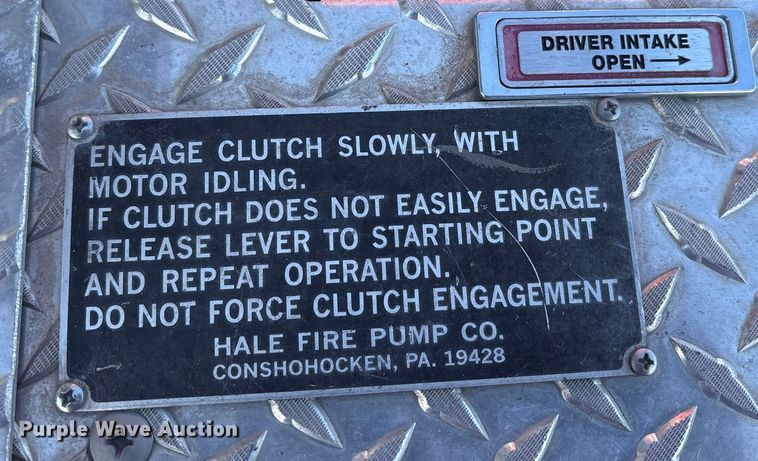 DRIVER INTAKE
OPEN →
ENGAGE CLUTCH SLOWLY, WITH
MOTOR IDLING.
IF CLUTCH DOES NOT EASILY ENGAGE,
RELEASE LEVER TO STARTING POINT
AND REPEAT OPERATION.
DO NOT FORCE CLUTCH ENGAGEMENT.
HALE FIRE PUMP CO.
CONSHOHOCKEN, PA. 19428
Purple Wave Auction